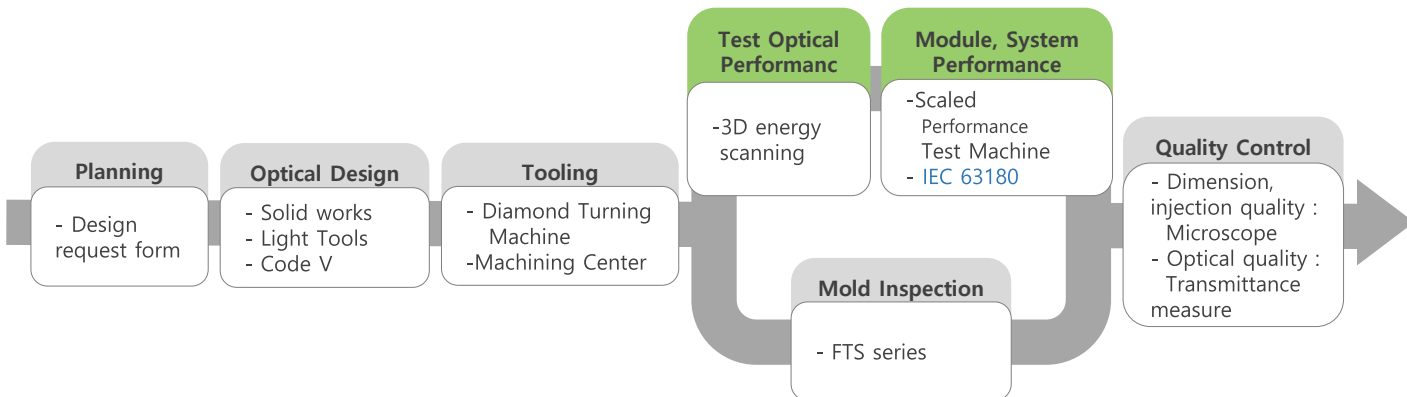 Planning
- Design
request form
Optical Design
- Solid works
- Light Tools
- Code V
Tooling
- Diamond Turning
Machine
-Machining Center
Test Optical
Performanc
-3D energy
scanning
Module, System
Performance
-Scaled
Performance
Test Machine
- IEC 63180
Mold Inspection
- FTS series
Quality Control
- Dimension,
injection quality :
Microscope
- Optical quality :
Transmittance
measure